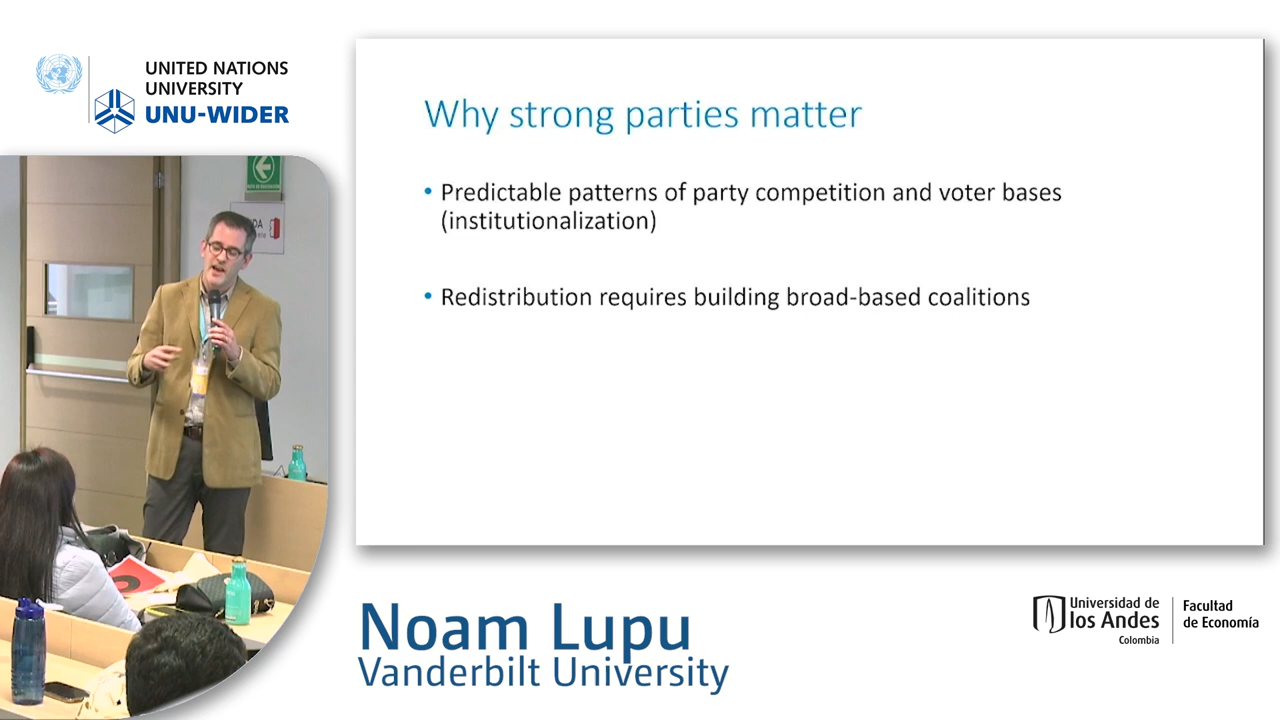 UNITED NATIONS
UNIVERSITY
UNU-WIDER
Why strong parties matter
• Predictable patterns of party competition and voter bases
(institutionalization)
• Redistribution requires building broad-based coalitions
Noam Lupu
Vanderbilt University
Universidad de
los Andes
Colombia
Facultad
de Economía